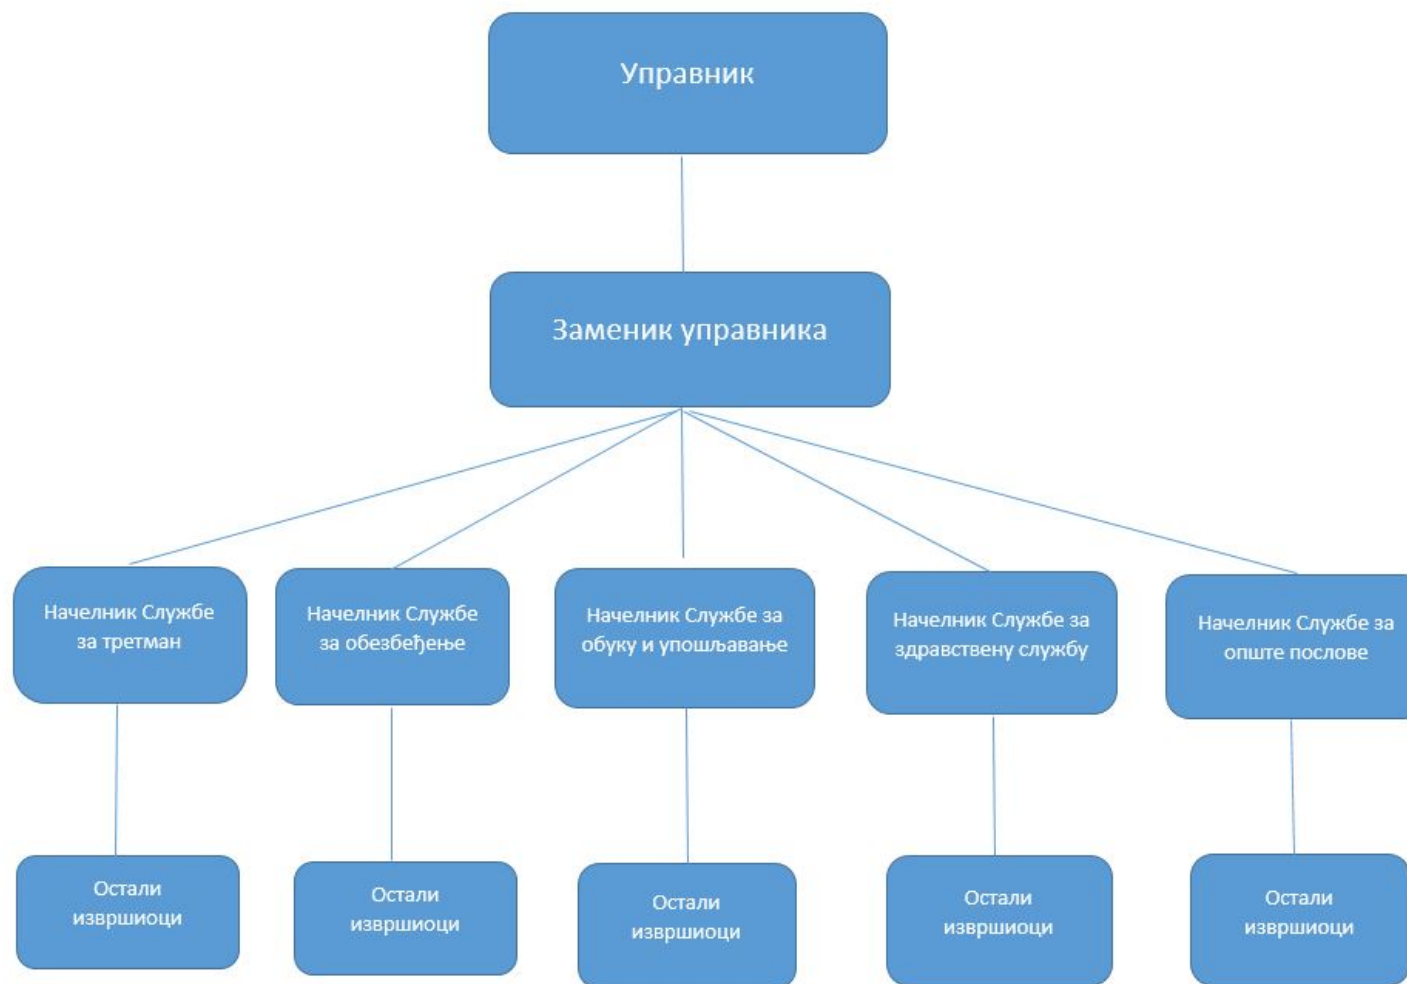 Управник
Заменик управника
Начелник Службе
за третман
Начелник Службе
за обезбеђење
Начелник Службе за
обуку и упошљавање
Начелник Службе за
здравствену службу
Начелник Службе за
опште послове
Остали
извршиоци
Остали
извршиоци
Остали
извршиоци
Остали
извршиоци
Остали
извршиоци